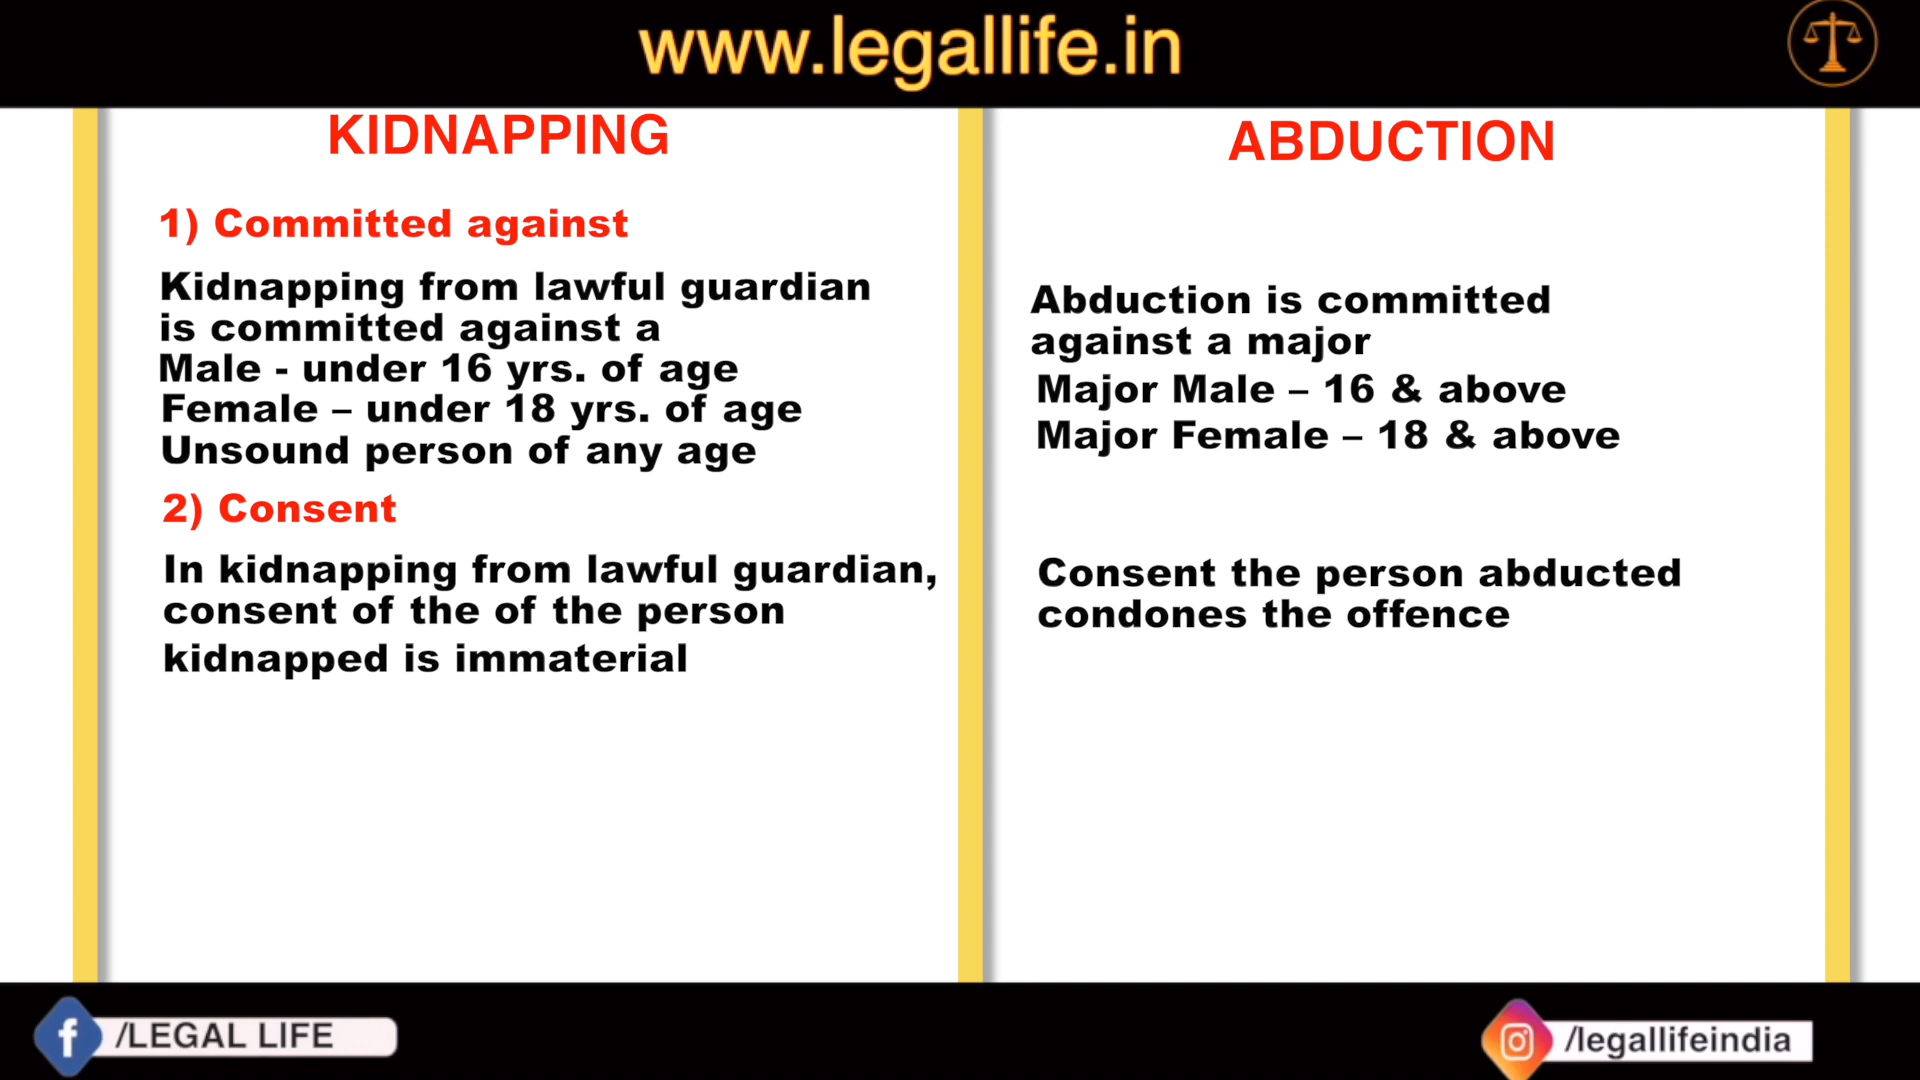 www.legallife.in
KIDNAPPING
1) Committed against
Kidnapping from lawful guardian
is committed against a
Male - under 16 yrs. of age
Female – under 18 yrs. of age
Unsound person of any age
2) Consent
In kidnapping from lawful guardian,
consent of the of the person
kidnapped is immaterial
ABDUCTION
Abduction is committed
against a major
Major Male – 16 & above
Major Female – 18 & above
Consent the person abducted
condones the offence
/LEGAL LIFE
/legallifeindia